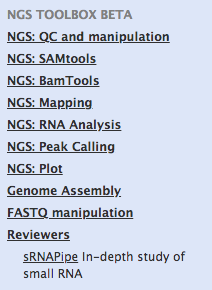 NGS TOOLBOX BETA
NGS: QC and manipulation
NGS: SAMtools
NGS: BamTools
NGS: Mapping
NGS: RNA Analysis
NGS: Peak Calling
NGS: Plot
Genome Assembly
FASTQ manipulation
Reviewers
sRNAPipe In-depth study of
small RNA